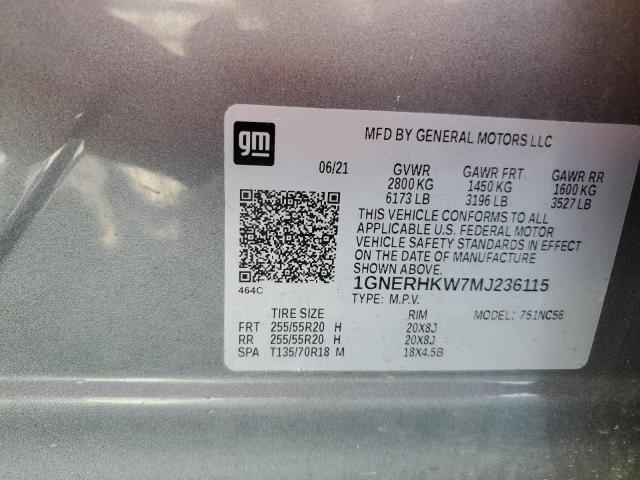 gm
MFD BY GENERAL MOTORS LLC
06/21 GVWR GAWR FRT GAWR RR
2800 KG 1450 KG 1600 KG
6173 LB 3196 LB 3527 LB
THIS VEHICLE CONFORMS TO ALL
APPLICABLE U.S. FEDERAL MOTOR
VEHICLE SAFETY STANDARDS IN EFFECT
ON THE DATE OF MANUFACTURE
SHOWN ABOVE.
464C
1GNERHKW7MJ236115
TYPE: M.P.V.
TIRE SIZE RIM MODEL: 751NC56
FRT 255/55R20 H 20X8J
RR 255/55R20 H 20X8J
SPA T135/70R18 M 18X4.5B